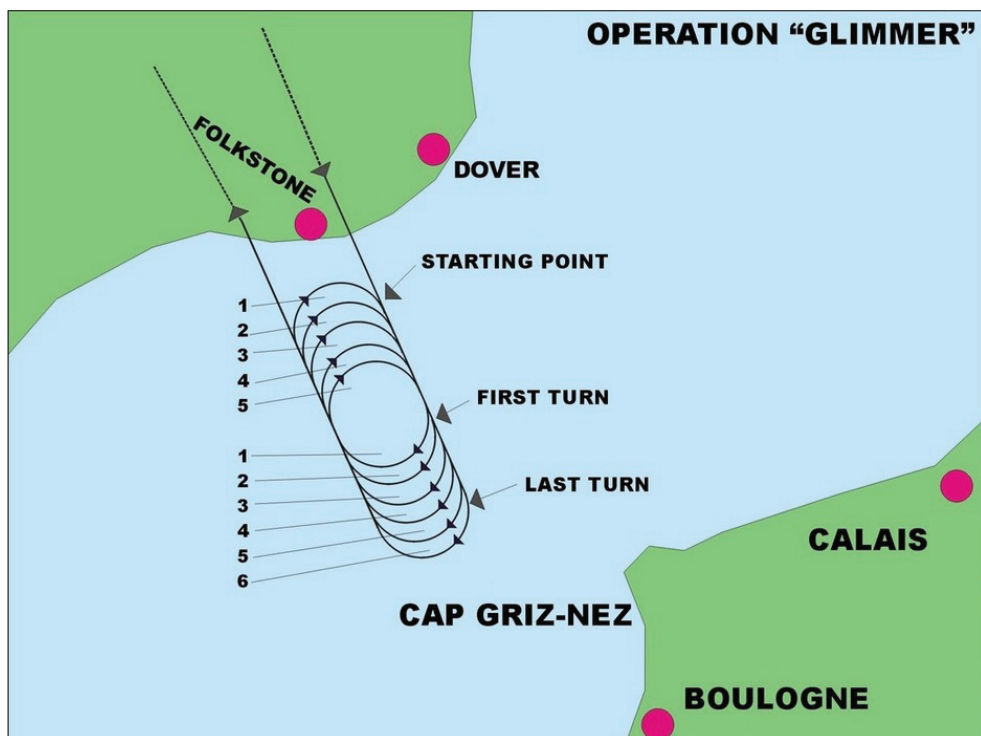 OPERATION “GLIMMER”
FOLKSTONE
DOVER
STARTING POINT
1
2
3
4
5
FIRST TURN
1
2
3
4
5
6
LAST TURN
CALAIS
CAP GRIZ-NEZ
BOULOGNE